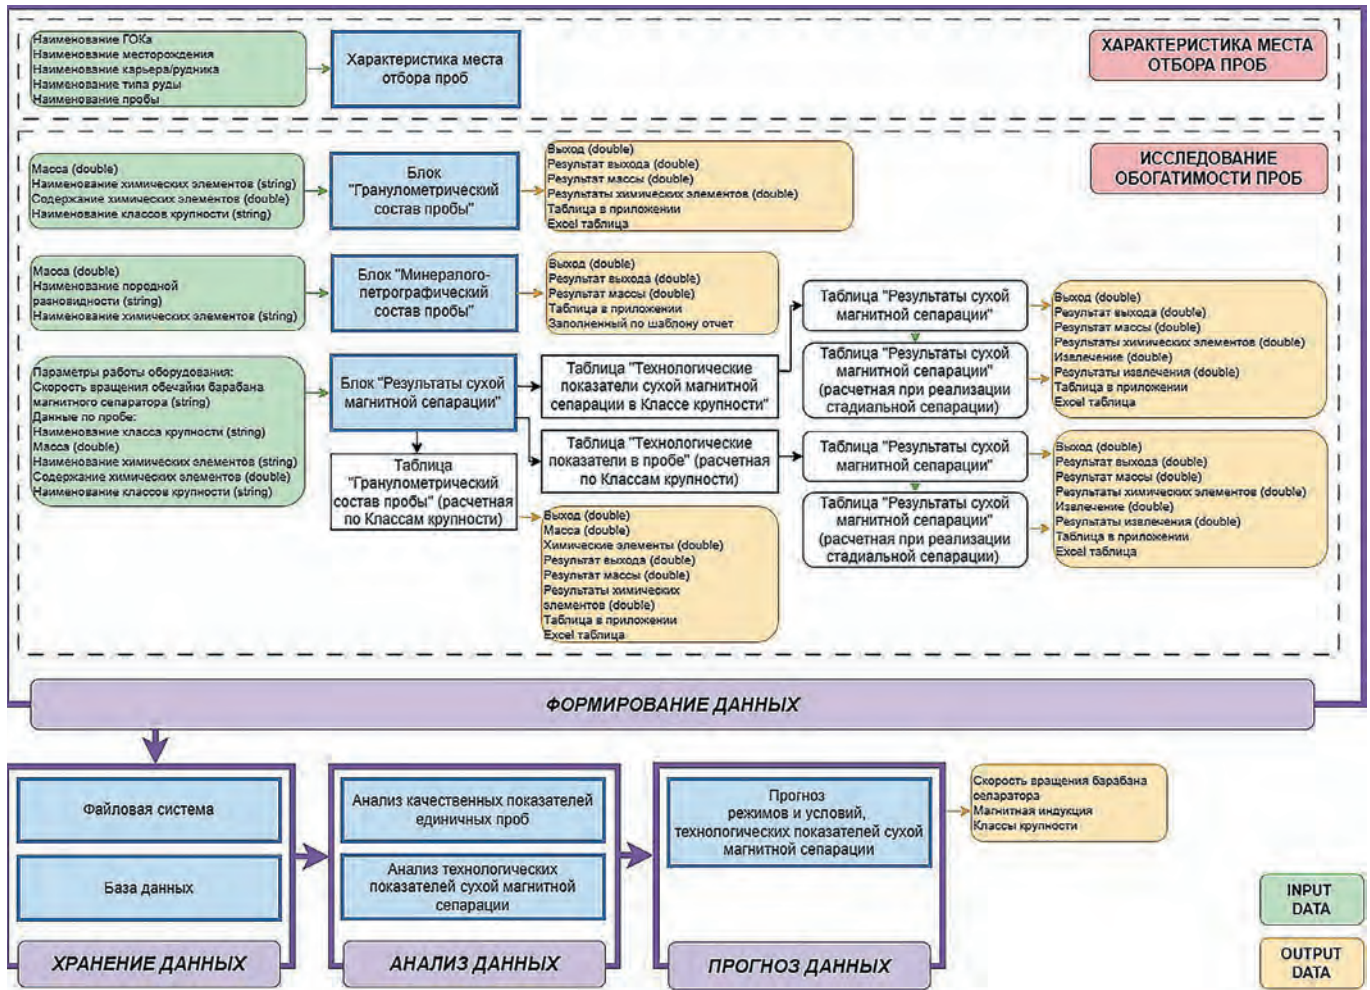 Наименование ГОКа
Наименование месторождения
Наименование карьера/рудника
Наименование типа руды
Наименование пробы
Характеристика места
отбора проб
ХАРАКТЕРИСТИКА МЕСТА
ОТБОРА ПРОБ
ИССЛЕДОВАНИЕ
ОБОГАТИМОСТИ ПРОБ
Масса (double)
Наименование химических элементов (string)
Содержание химических элементов (double)
Наименование классов крупности (string)
Блок
"Гранулометрический
состав пробы"
Выход (double)
Результат выхода (double)
Результат массы (double)
Результаты химических элементов (double)
Таблица в приложении
Excel таблица
Масса (double)
Наименование породной
разновидности (string)
Наименование химических элементов (string)
Блок "Минералого-
петрографический
состав пробы"
Выход (double)
Результат выхода (double)
Результат массы (double)
Таблица в приложении
Заполненный по шаблону отчет
Параметры работы оборудования:
Скорость вращения обечайки барабана
магнитного сепаратора (string)
Данные по пробе:
Наименование класса крупности (string)
Масса (double)
Наименование химических элементов (string)
Содержание химических элементов (double)
Наименование классов крупности (string)
Блок "Результаты сухой
магнитной сепарации"
Таблица
"Гранулометрический
состав пробы" (расчетная
по Классам крупности)
Таблица "Технологические
показатели сухой магнитной
сепарации в Классе крупности"
Таблица "Технологические
показатели в пробе" (расчетная
по Классам крупности)
Выход (double)
Масса (double)
Химические элементы (double)
Результат выхода (double)
Результат массы (double)
Результаты химических
элементов (double)
Таблица в приложении
Excel таблица
Таблица "Результаты сухой
магнитной сепарации"
Таблица "Результаты сухой
магнитной сепарации"
(расчетная при реализации
стадиальной сепарации)
Выход (double)
Результат выхода (double)
Результат массы (double)
Результаты химических элементов (double)
Извлечение (double)
Результаты извлечения (double)
Таблица в приложении
Excel таблица
Таблица "Результаты сухой
магнитной сепарации"
Таблица "Результаты сухой
магнитной сепарации"
(расчетная при реализации
стадиальной сепарации)
Выход (double)
Результат выхода (double)
Результат массы (double)
Результаты химических элементов (double)
Извлечение (double)
Результаты извлечения (double)
Таблица в приложении
Excel таблица
ФОРМИРОВАНИЕ ДАННЫХ
Файловая система
База данных
ХРАНЕНИЕ ДАННЫХ
Анализ качественных показателей
единичных проб
Анализ технологических
показателей сухой магнитной
сепарации
АНАЛИЗ ДАННЫХ
Прогноз
режимов и условий,
технологических показателей сухой
магнитной сепарации
ПРОГНОЗ ДАННЫХ
Скорость вращения барабана
сепаратора
Магнитная индукция
Классы крупности
INPUT
DATA
OUTPUT
DATA